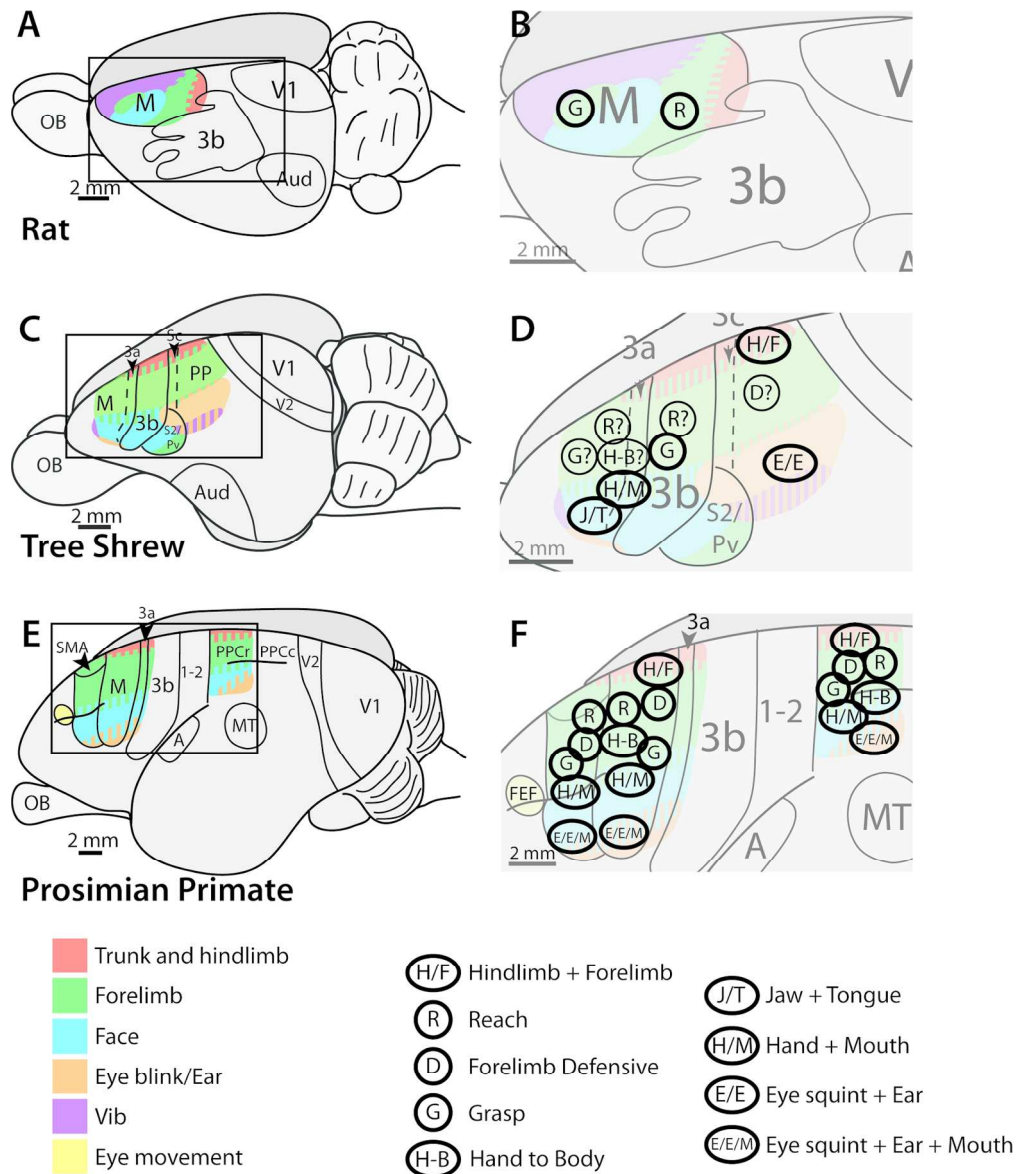 A
B
M
V1
OB
3b
Aud
2 mm
Rat
G
M
R
V
3b
A
2 mm
C
D
3a
Sc
PP
V1
V2
M
3b
S2/
Pv
OB
Aud
2 mm
Tree Shrew
Sc
H/F
3a
D?
R?
R?
G?
H-B?
G
E/E
H/M
3b
J/T
S2/
Pv
2 mm
E
F
3a
SMA
PPCr
PPCc
V2
M
3b
1-2
V1
MT
A
OB
2 mm
Prosimian Primate
3a
H/F
H/F
D
R
R
R
D
G
H-B
D
H-B
G
G
H/M
H/M
H/M
E/E/M
3b
1-2
FEF
E/E/M
E/E/M
MT
A
2 mm
Trunk and hindlimb
Forelimb
Face
Eye blink/Ear
Vib
Eye movement
H/F Hindlimb + Forelimb
R Reach
D Forelimb Defensive
G Grasp
H-B Hand to Body
J/T Jaw + Tongue
H/M Hand + Mouth
E/E Eye squint + Ear
E/E/M Eye squint + Ear + Mouth